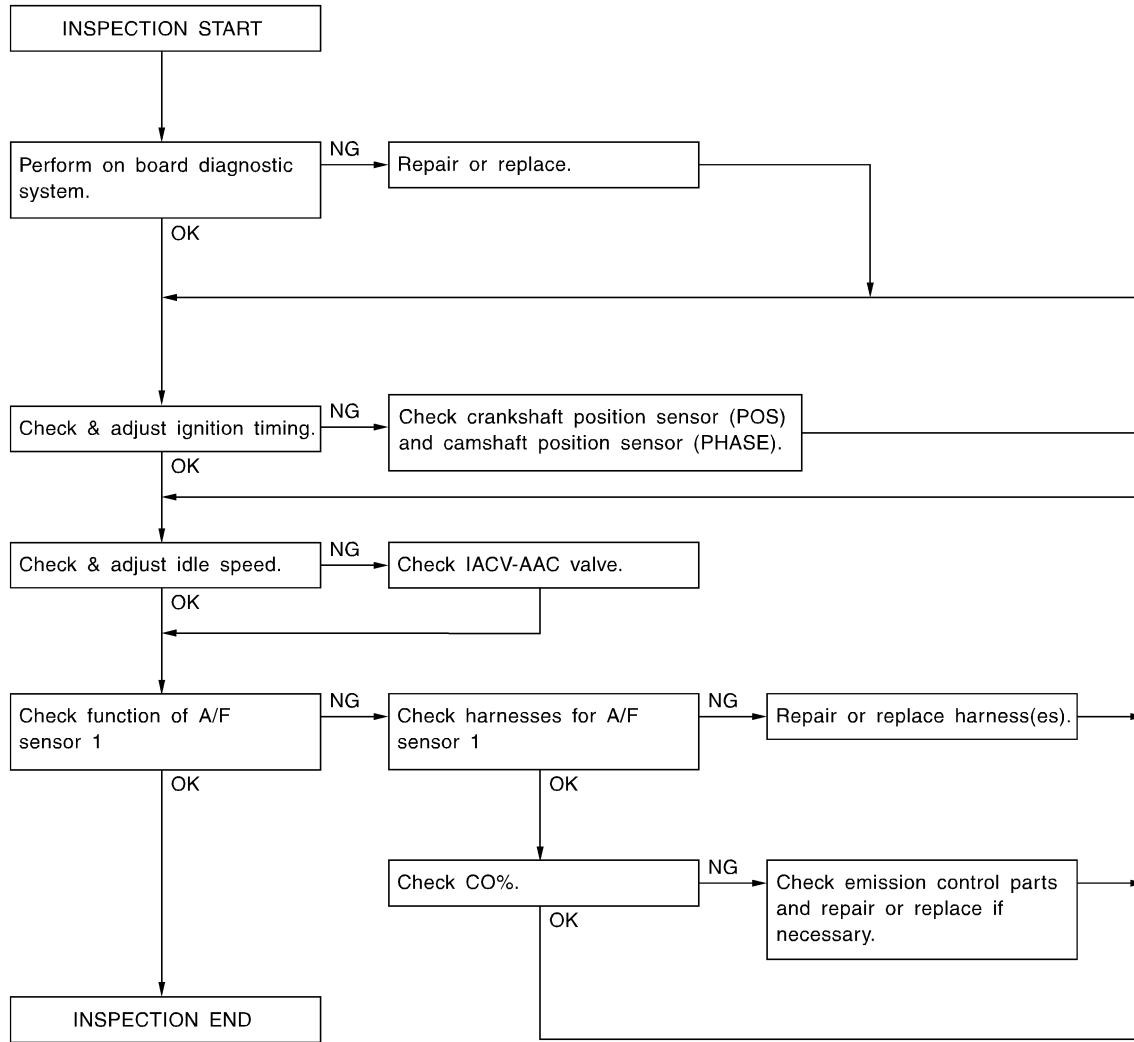 INSPECTION START
Perform on board diagnostic
system.
NG
Repair or replace.
OK
Check & adjust ignition timing.
NG
Check crankshaft position sensor (POS)
and camshaft position sensor (PHASE).
OK
Check & adjust idle speed.
NG
Check IACV-AAC valve.
OK
Check function of A/F
sensor 1
NG
Check harnesses for A/F
sensor 1
NG
Repair or replace harness(es).
OK
OK
Check CO%.
NG
Check emission control parts
and repair or replace if
necessary.
OK
INSPECTION END